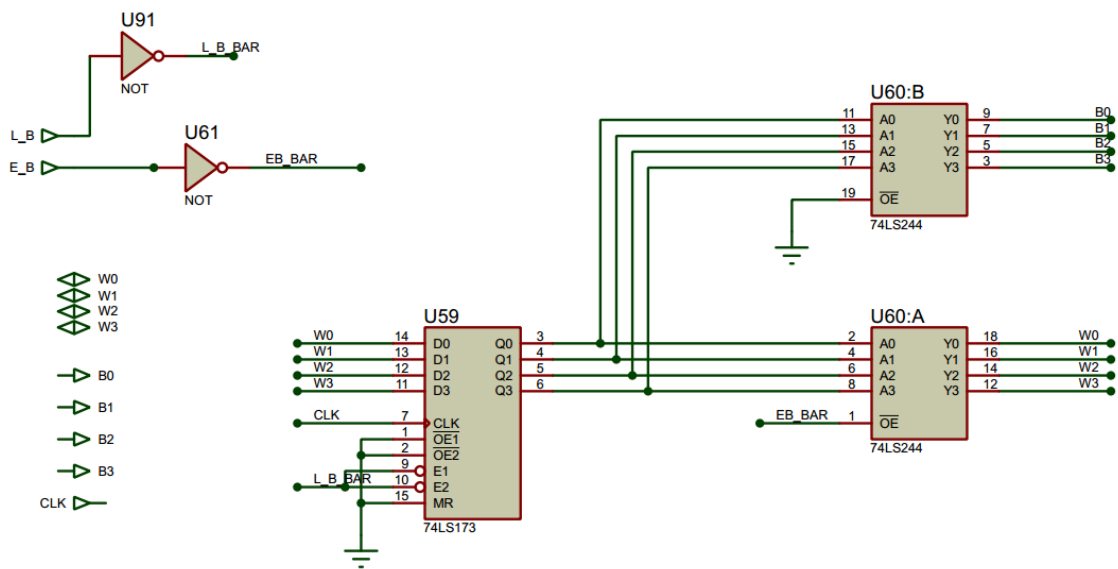 U91
L_B_BAR
NOT
L_B
U61
E_B
EB_BAR
NOT
U60:B
11 A0 Y0 9 B0
13 A1 Y1 7 B1
15 A2 Y2 5 B2
17 A3 Y3 3 B3
19 OE
74LS244
W0
W1
W2
W3
B0
B1
B2
B3
CLK
U59
W0 14 D0 Q0 3
W1 13 D1 Q1 4
W2 12 D2 Q2 5
W3 11 D3 Q3 6
CLK 7 CLK
1 OE1
2 OE2
9 E1
L_B_BAR 10 E2
15 MR
74LS173
U60:A
2 A0 Y0 18 W0
4 A1 Y1 16 W1
6 A2 Y2 14 W2
8 A3 Y3 12 W3
EB_BAR 1 OE
74LS244